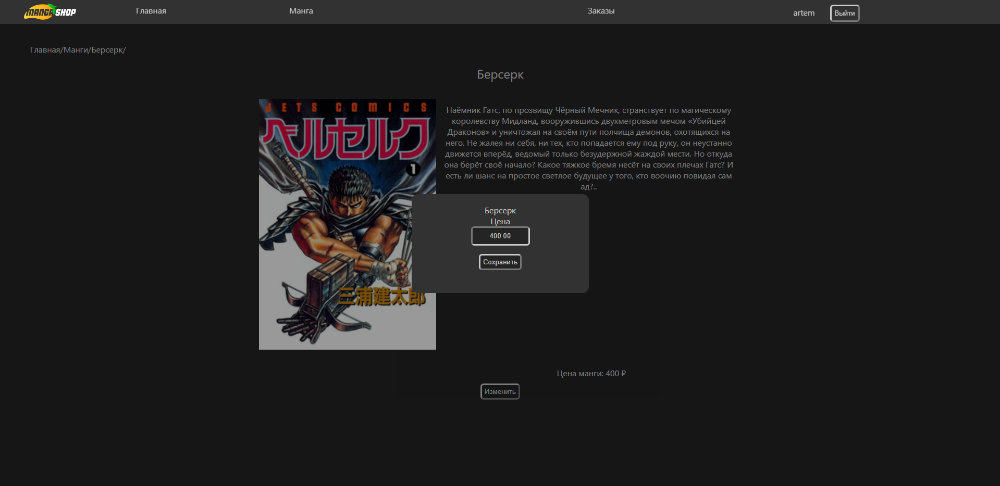 MANGA SHOP
Главная
Манга
Заказы
artem
Выйти
Главная/Манги/Берсерк/
Берсерк
JETS COMICS
ベルセルク
1
三浦建太郎
Наёмник Гатс, по прозвищу Чёрный Мечник, странствует по магическому
королевству Мидланд, вооружившись двухметровым мечом «Убийцей
Драконов» и уничтожая на своём пути полчища демонов, охотящихся на
него. Не жалея ни себя, ни тех, кто попадается ему под руку, он неустанно
движется вперёд, ведомый только безудержной жаждой мести. Но откуда
она берёт своё начало? Какое тяжкое бремя несёт на своих плечах Гатс? И
есть ли шанс на простое светлое будущее у того, кто воочию повидал сам
ад?..
Берсерк
Цена
400.00
Сохранить
Цена манги: 400 ₽
Изменить